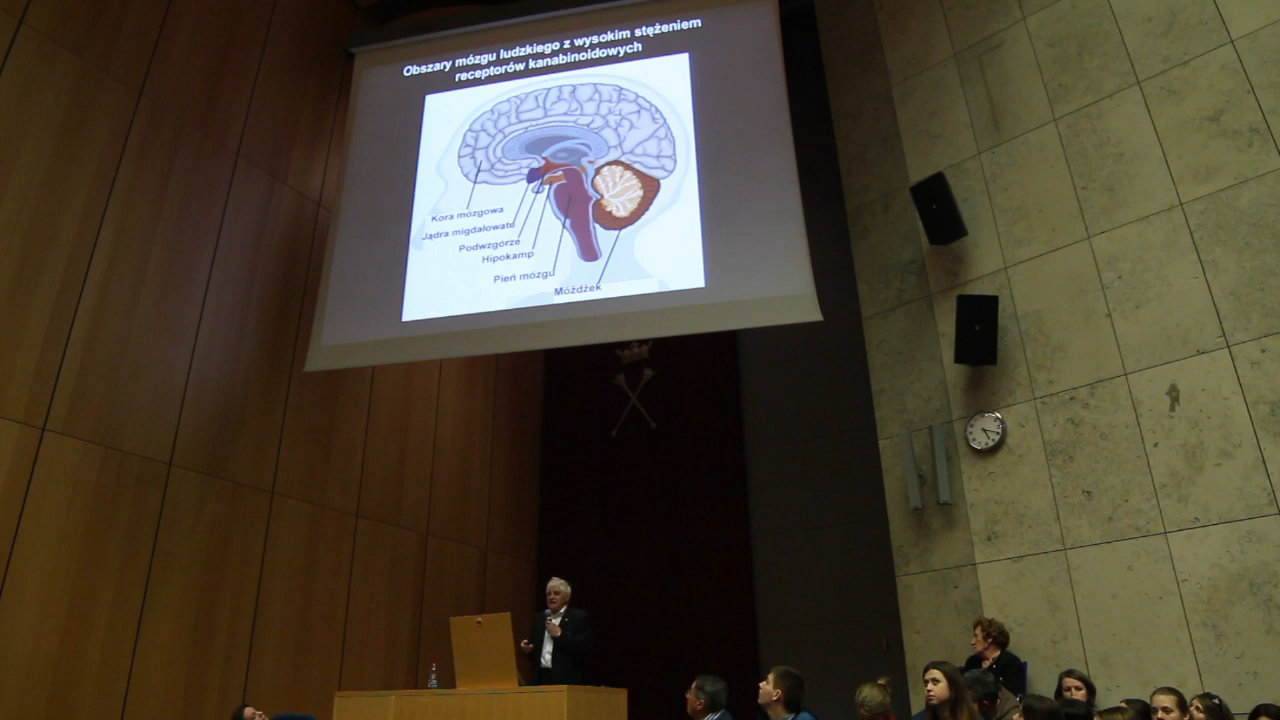 Obszary mózgu ludzkiego z wysokim stężeniem
receptorów kanabinoidowych
Kora mózgowa
Jądra migdałowate
Podwzgórze
Hipokamp
Pień mózgu
Móżdżek